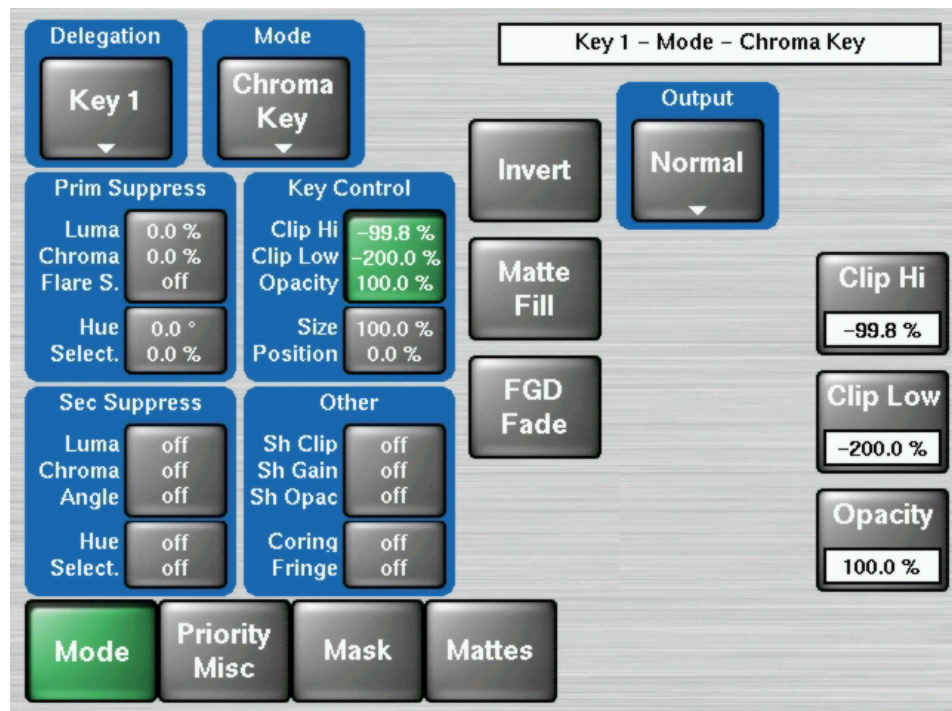 Delegation
Key 1
Mode
Chroma
Key
Key 1 – Mode – Chroma Key
Output
Normal
Invert
Matte
Fill
FGD
Fade
Prim Suppress
Luma 0.0 %
Chroma 0.0 %
Flare S. off
Hue 0.0 °
Select. 0.0 %
Key Control
Clip Hi –99.8 %
Clip Low –200.0 %
Opacity 100.0 %
Size 100.0 %
Position 0.0 %
Sec Suppress
Luma off
Chroma off
Angle off
Hue off
Select. off
Other
Sh Clip off
Sh Gain off
Sh Opac off
Coring off
Fringe off
Clip Hi
–99.8 %
Clip Low
–200.0 %
Opacity
100.0 %
Mode
Priority
Misc
Mask
Mattes